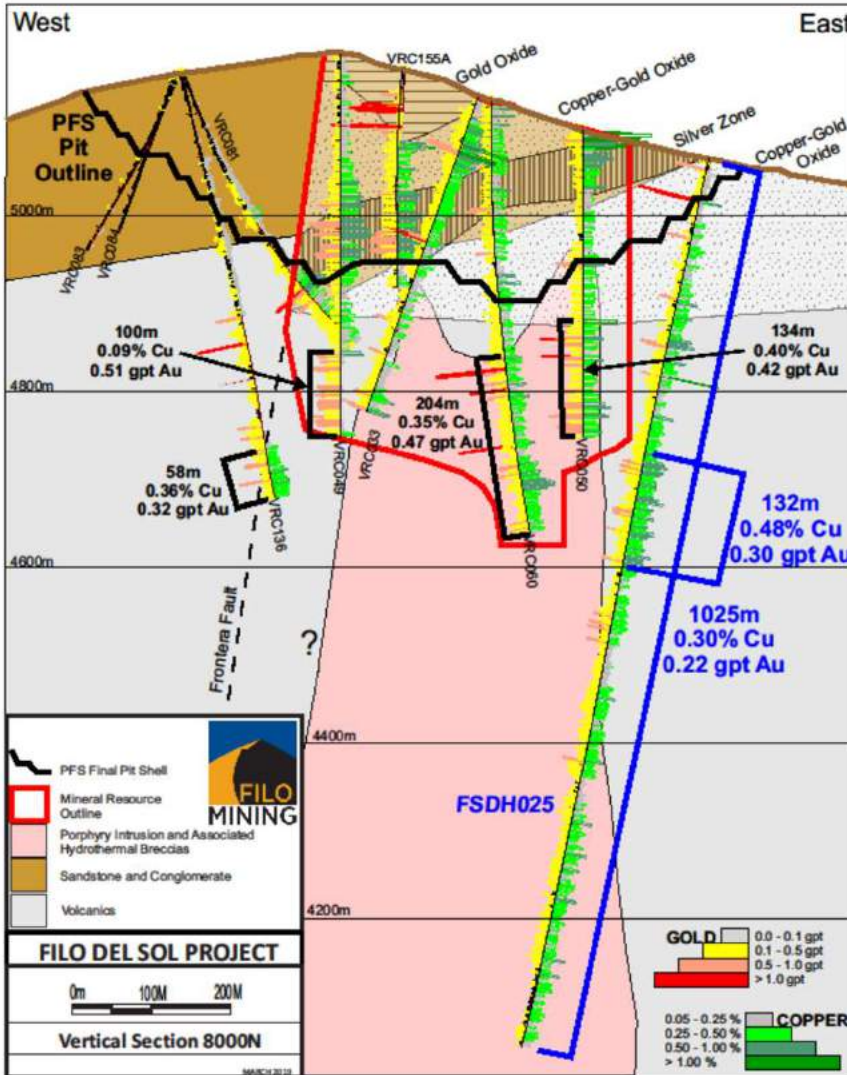 West
East
VRC155A
Gold Oxide
Copper-Gold Oxide
Silver Zone
Copper-Gold
Oxide
PFS
Pit
Outline
VRC081
5000m
VRC083
VRC084
100m
0.09% Cu
0.51 gpt Au
134m
0.40% Cu
0.42 gpt Au
4800m
204m
0.35% Cu
0.47 gpt Au
VRC033
VRC049
VRC050
58m
0.36% Cu
0.32 gpt Au
VRC136
VRC060
132m
0.48% Cu
0.30 gpt Au
4600m
1025m
0.30% Cu
0.22 gpt Au
Frontera Fault
?
4400m
FSDH025
4200m
PFS Final Pit Shell
FILO
MINING
Mineral Resource
Outline
Porphyry Intrusion and Associated
Hydrothermal Breccias
Sandstone and Conglomerate
Volcanics
FILO DEL SOL PROJECT
0m 100M 200M
Vertical Section 8000N
MARCH 2019
GOLD
0.0 - 0.1 gpt
0.1 - 0.5 gpt
0.5 - 1.0 gpt
> 1.0 gpt
COPPER
0.05 - 0.25 %
0.25 - 0.50 %
0.50 - 1.00 %
> 1.00 %